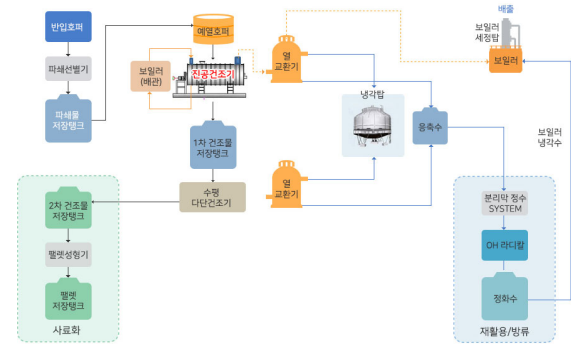 반입호퍼
파쇄선별기
파쇄물
저장탱크
예열호퍼
보일러
(배관)
진공건조기
1차 건조물
저장탱크
수평
다단건조기
2차 건조물
저장탱크
팰렛성형기
팰렛
저장탱크
사료화
열
교환기
열
교환기
냉각탑
응축수
배출
보일러
세정탑
보일러
보일러
냉각수
분리막 정수
SYSTEM
OH 라디칼
정화수
재활용/방류